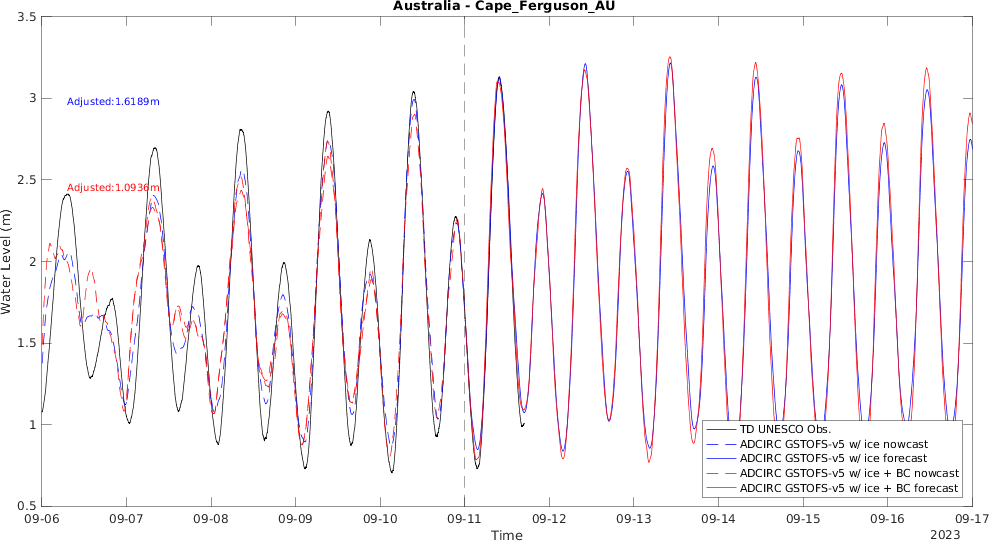 Australia - Cape_Ferguson_AU
3.5
3
2.5
2
1.5
1
0.5
Water Level (m)
Adjusted:1.6189m
Adjusted:1.0936m
TD UNESCO Obs.
ADCIRC GSTOFS-v5 w/ ice nowcast
ADCIRC GSTOFS-v5 w/ ice forecast
ADCIRC GSTOFS-v5 w/ ice + BC nowcast
ADCIRC GSTOFS-v5 w/ ice + BC forecast
09-06 09-07 09-08 09-09 09-10 09-11 09-12 09-13 09-14 09-15 09-16 09-17
Time
2023